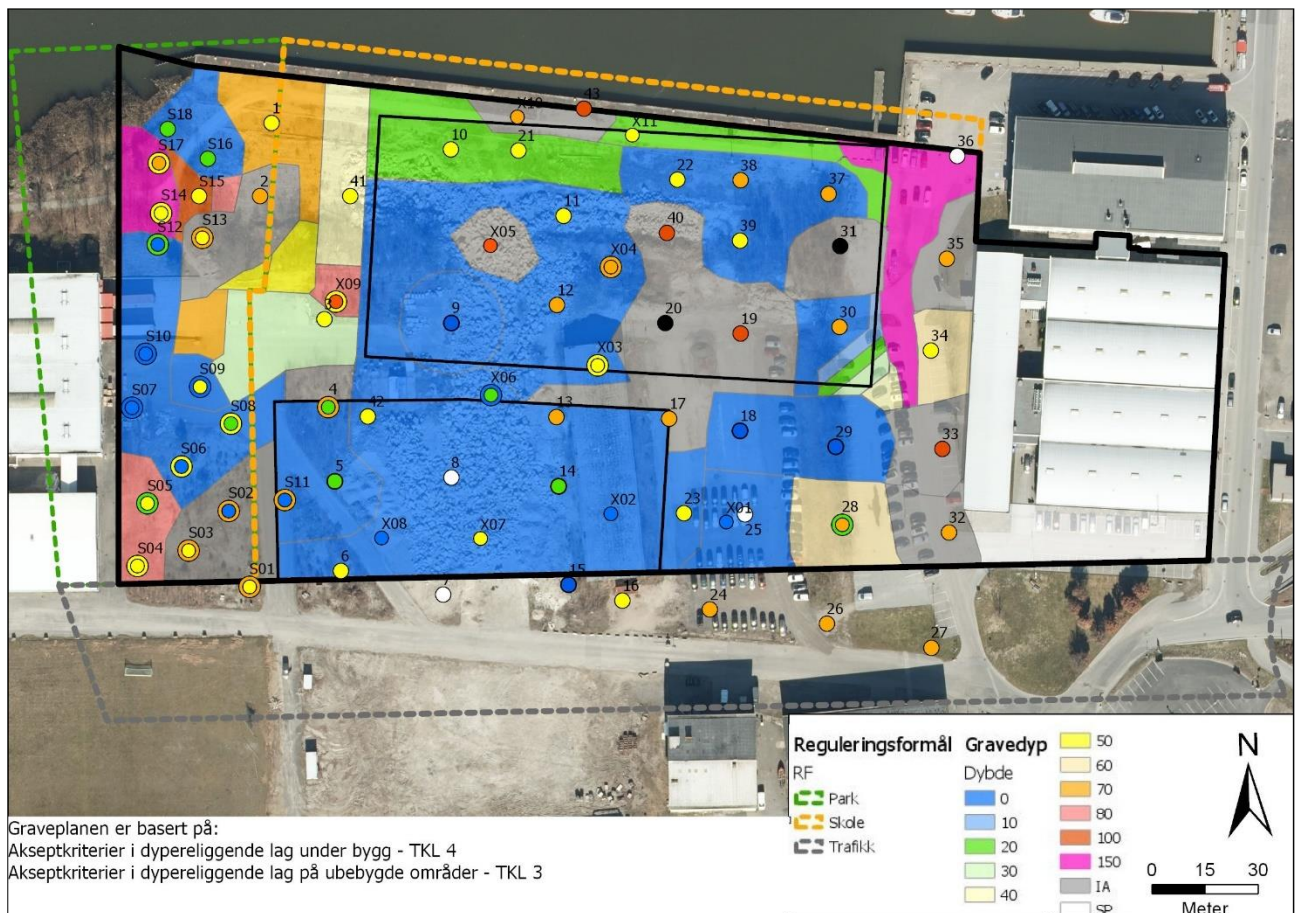 43
X10
1
S18
X11
36
S17
S16
10
21
22
38
37
S14
S15
2
41
11
S12
S13
X05
40
39
31
35
X04
X09
3
9
12
20
19
30
34
S10
X03
S09
X06
S07
4
42
13
17
S08
18
29
33
S06
5
8
14
S05
S11
S02
X02
23
X01
25
28
32
S03
X08
X07
S04
6
S01
7
15
16
24
26
27
Reguleringsformål
RF
Park
Skole
Trafikk
Gravedyp
Dybde
0
10
20
30
40
50
60
70
80
100
150
IA
SP
N
0 15 30
Meter
Graveplanen er basert på:
Akseptkriterier i dypereliggende lag under bygg - TKL 4
Akseptkriterier i dypereliggende lag på ubebygde områder - TKL 3